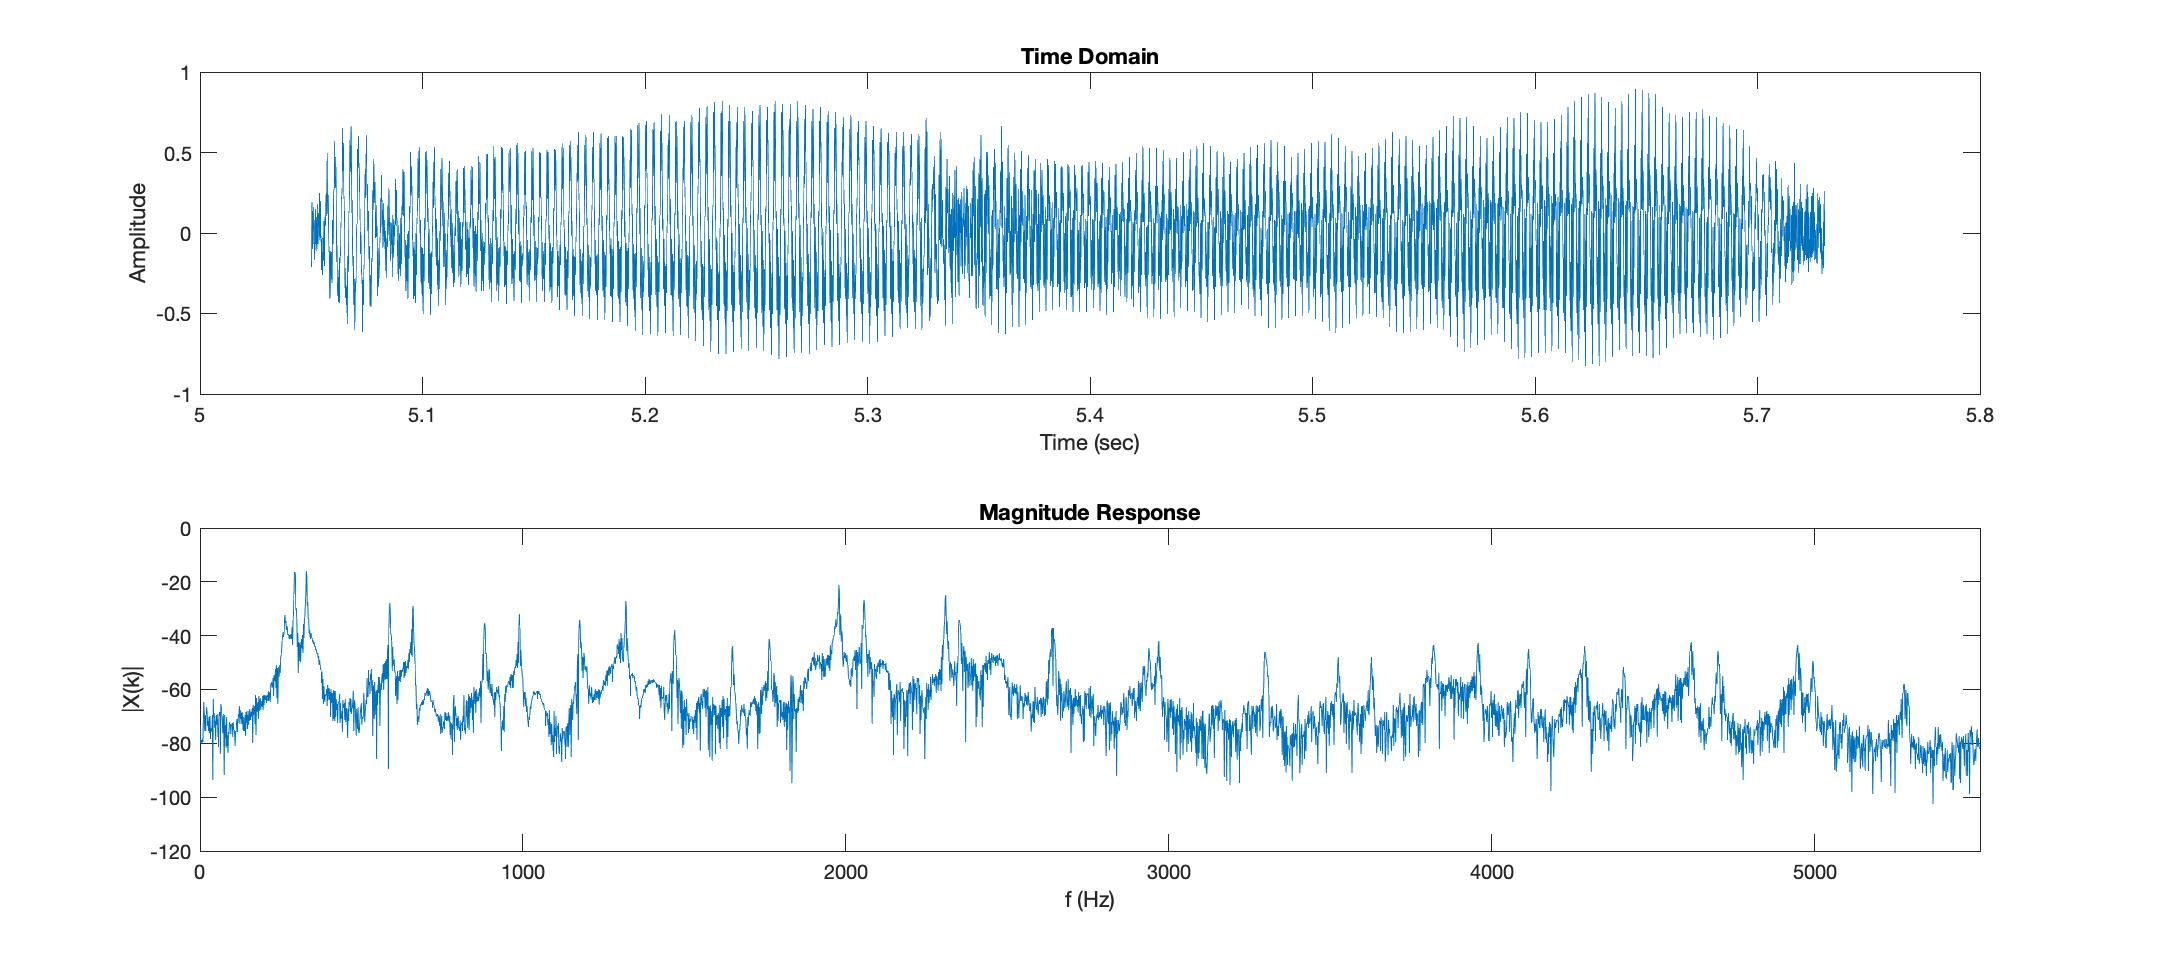 Time Domain
1
0.5
0
-0.5
-1
Amplitude
5 5.1 5.2 5.3 5.4 5.5 5.6 5.7 5.8
Time (sec)
Magnitude Response
0
-20
-40
-60
-80
-100
-120
|X(k)|
0 1000 2000 3000 4000 5000
f (Hz)